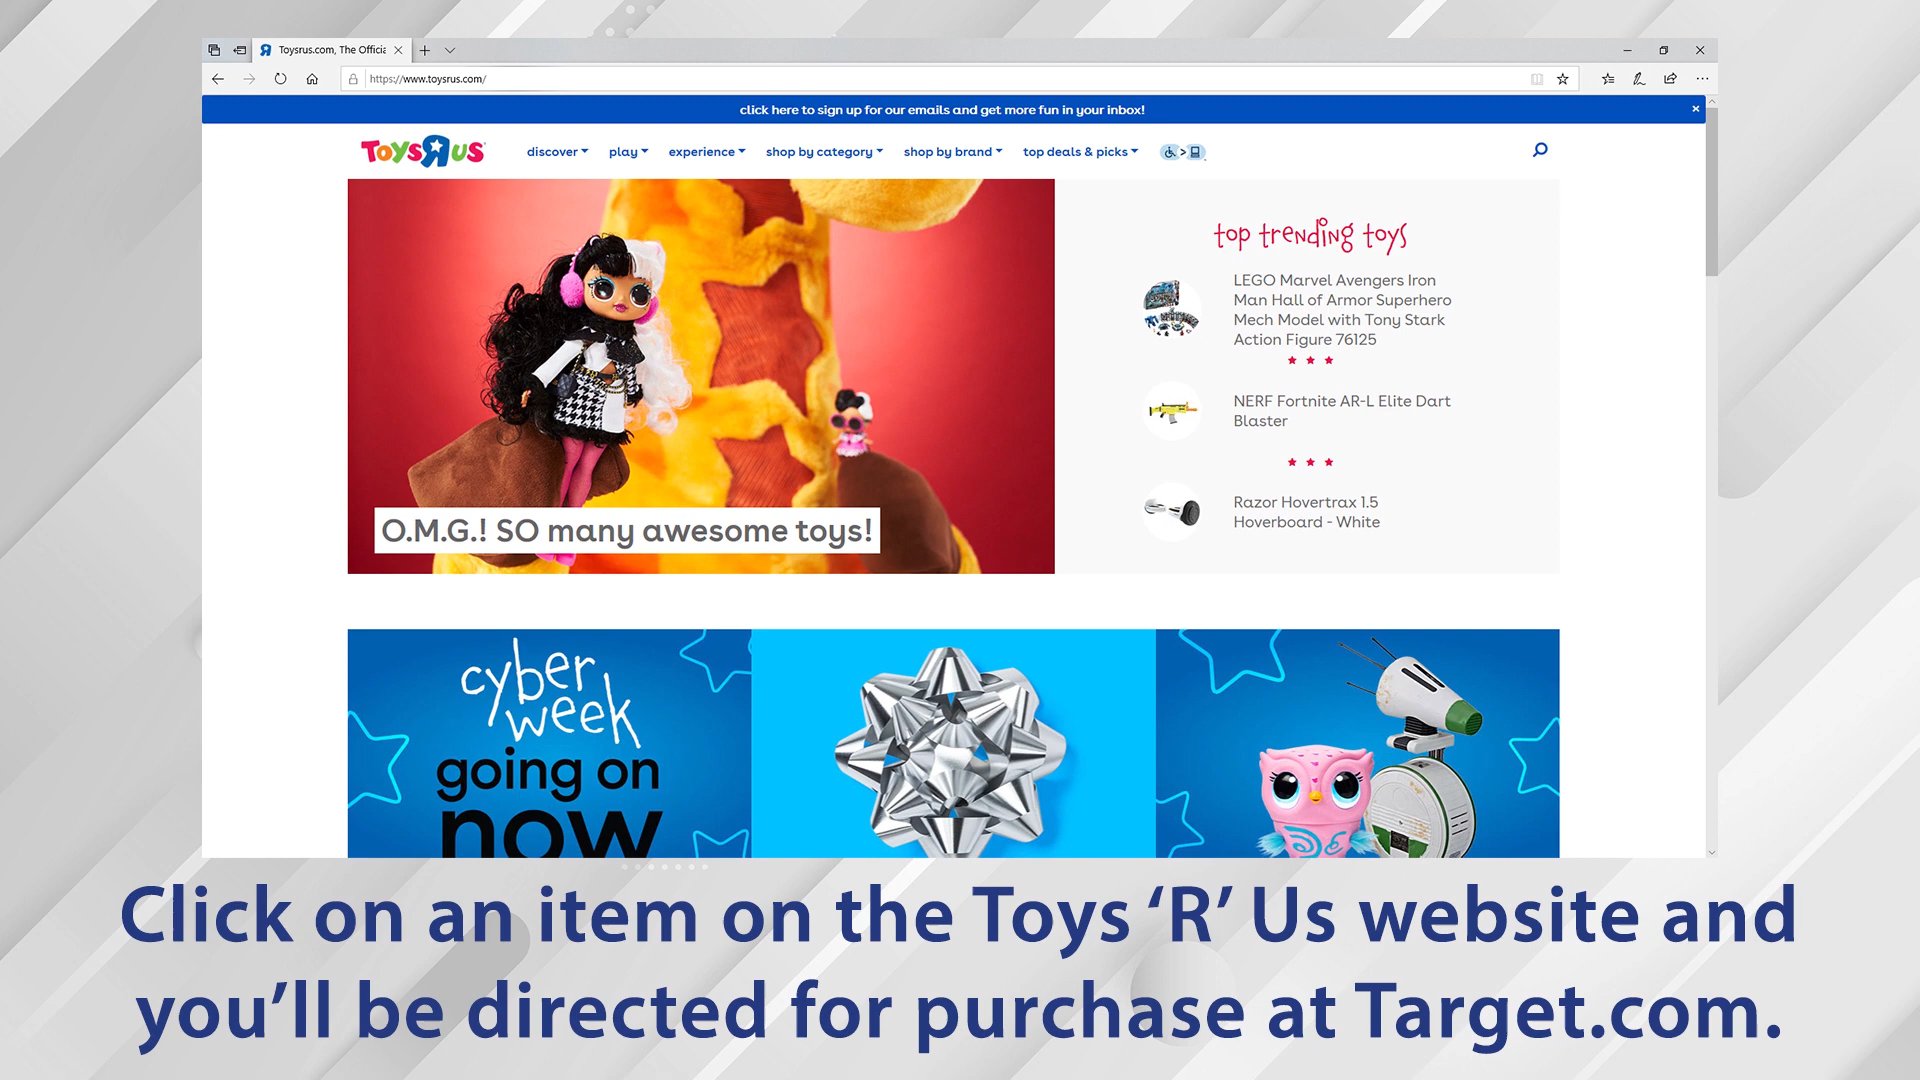 Toysrus.com, The Officia
https://www.toysrus.com/
click here to sign up for our emails and get more fun in your inbox!
ToysЯUs
discover play experience shop by category shop by brand top deals & picks
top trending toys
LEGO Marvel Avengers Iron
Man Hall of Armor Superhero
Mech Model with Tony Stark
Action Figure 76125
NERF Fortnite AR-L Elite Dart
Blaster
Razor Hovertrax 1.5
Hoverboard - White
O.M.G.! SO many awesome toys!
cyber
week
going on
now
Click on an item on the Toys ‘R’ Us website and
you’ll be directed for purchase at Target.com.